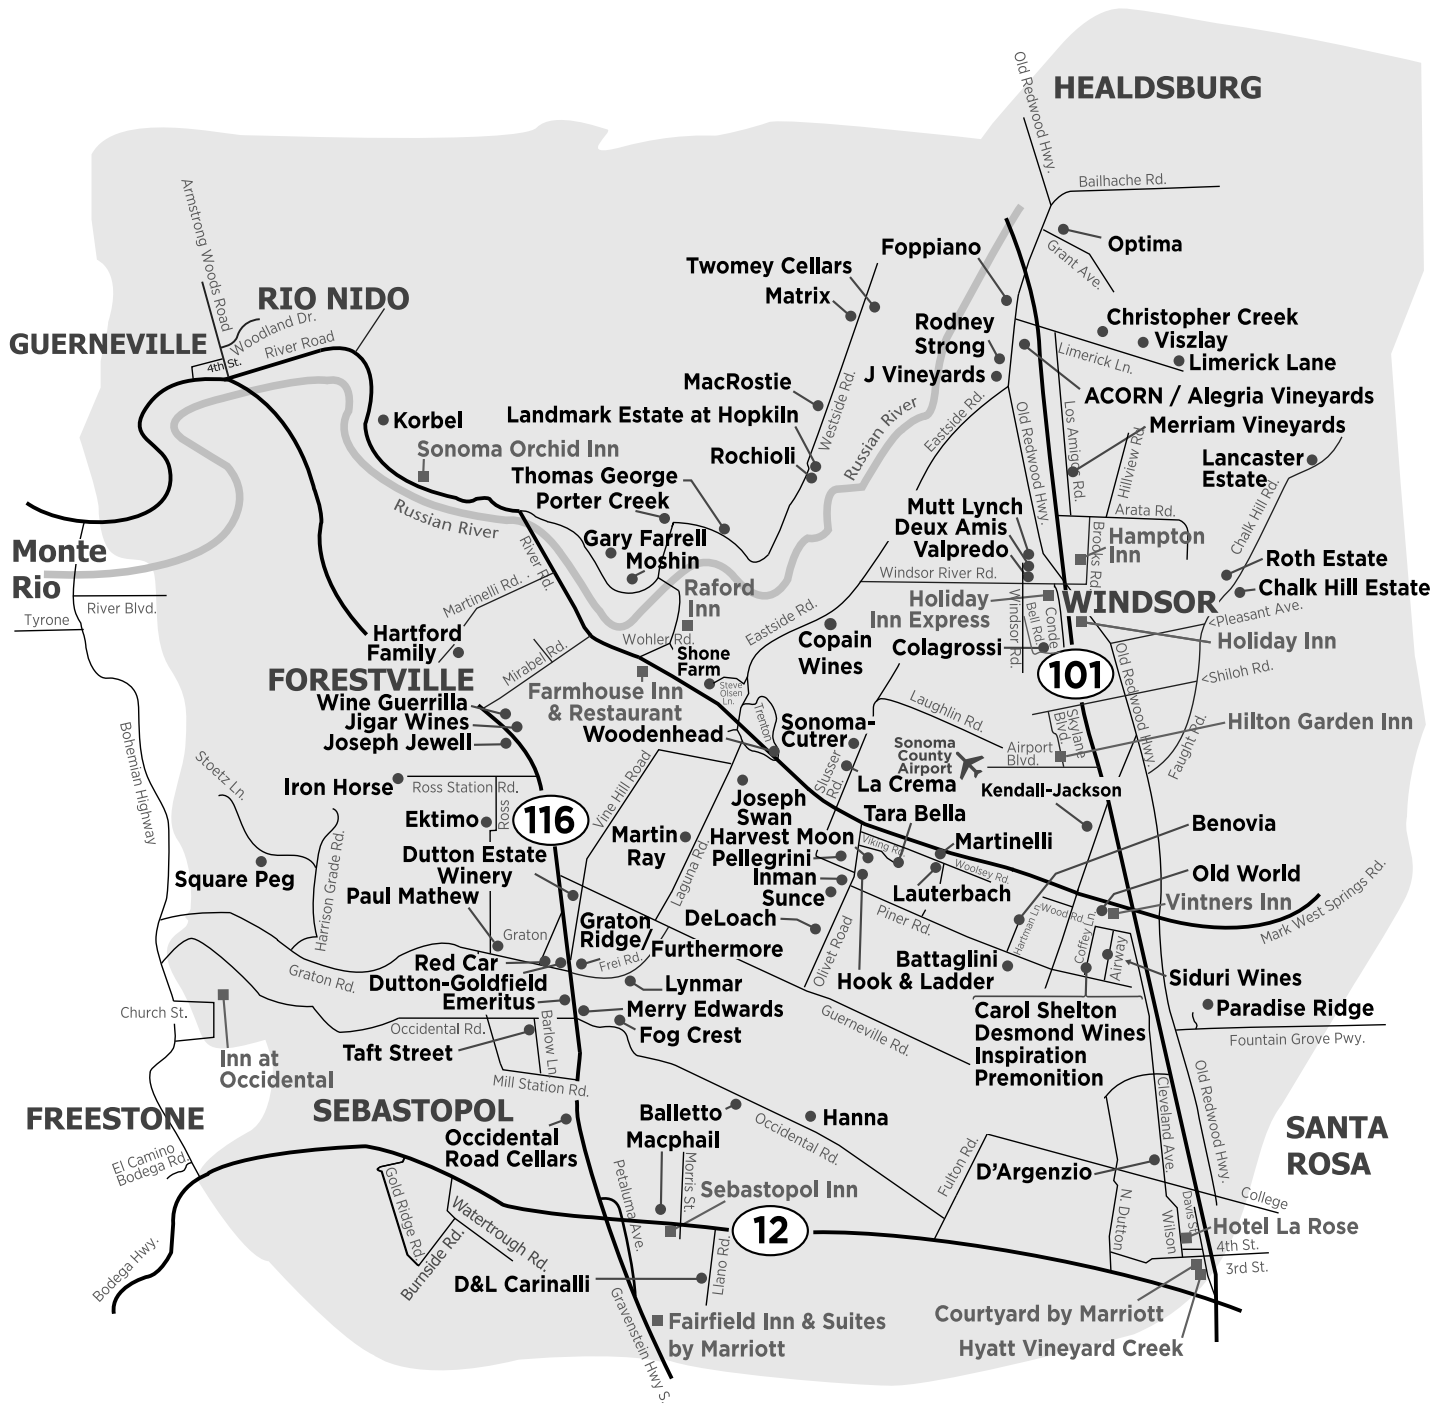 HEALDSBURG
Old Redwood Hwy.
Bailhache Rd.
Optima
Grant Ave.
Foppiano
Twomey Cellars
Matrix
Armstrong Woods Road
RIO NIDO
Woodland Dr.
River Road
GUERNEVILLE
4th St.
Rodney
Strong
Christopher Creek
Viszlay
Limerick Lane
Limerick Ln.
J Vineyards
MacRostie
ACORN / Alegria Vineyards
Landmark Estate at Hopkiln
Westside Rd.
Russian River
Eastside Rd.
Old Redwood Hwy.
Los Amigos Rd.
Merriam Vineyards
Hillview Rd
Korbel
Sonoma Orchid Inn
Rochioli
Lancaster
Estate
Thomas George
Porter Creek
Mutt Lynch
Deux Amis
Valpredo
Arata Rd.
Brooks Rd.
Hampton
Inn
Chalk Hill Rd.
Russian River
River Rd.
Gary Farrell
Moshin
Monte
Rio
Roth Estate
Chalk Hill Estate
Martinelli Rd. .
Raford
Inn
Windsor River Rd.
WINDSOR
Holiday
Inn Express
Windsor Rd.
Bell Rd.
Conde
<Pleasant Ave.
Holiday Inn
River Blvd.
Tyrone
Hartford
Family
Mirabel Rd.
Wohler Rd.
Eastside Rd.
Copain
Wines
Colagrossi
Shone
Farm
101
Old Redwood Hwy.
<Shiloh Rd.
FORESTVILLE
Wine Guerrilla
Jigar Wines
Joseph Jewell
Farmhouse Inn
& Restaurant
Steve
Olsen
Ln.
Trenton
Woodenhead
Sonoma-
Cutrer
Laughlin Rd.
Skylane
Blvd.
Hilton Garden Inn
Faught Rd.
Bohemian Highway
Stoetz Ln.
Iron Horse
Ross Station Rd.
Ross
Vine Hill Road
Slusser
Rd.
La Crema
Sonoma
County
Airport
Airport
Blvd.
Kendall-Jackson
Ektimo
116
Joseph
Swan
Tara Bella
Harvest Moon
Viking Rd.
Martinelli
Benovia
Harrison Grade Rd.
Martin
Ray
Laguna Rd.
Pellegrini
Inman
Sunce
Woolsey Rd.
Lauterbach
Square Peg
Dutton Estate
Winery
Paul Mathew
Old World
Vintners Inn
Mark West Springs Rd.
DeLoach
Olivet Road
Piner Rd.
Hartman Ln.
Wood Rd.
Coffey Ln.
Airway
Graton
Graton
Ridge
Furthermore
Frei Rd.
Red Car
Dutton-Goldfield
Emeritus
Battaglini
Hook & Ladder
Siduri Wines
Graton Rd.
Lynmar
Merry Edwards
Fog Crest
Church St.
Occidental Rd.
Barlow Ln.
Taft Street
Guerneville Rd.
Carol Shelton
Desmond Wines
Inspiration
Premonition
Paradise Ridge
Fountain Grove Pwy.
Inn at
Occidental
Mill Station Rd.
FREESTONE
SEBASTOPOL
Balletto
Macphail
Hanna
Occidental Rd.
Cleveland Ave.
Old Redwood Hwy.
SANTA
ROSA
Occidental
Road Cellars
El Camino
Bodega Rd.
Gold Ridge Rd
Watertrough Rd.
Burnside Rd.
Petaluma Ave.
Morris St.
Sebastopol Inn
Fulton Rd.
D'Argenzio
N. Dutton
College
Davis St.
Wilson
Hotel La Rose
12
4th St.
3rd St.
Bodega Hwy.
D&L Carinalli
Llano Rd.
Gravenstein Hwy S.
Fairfield Inn & Suites
by Marriott
Courtyard by Marriott
Hyatt Vineyard Creek